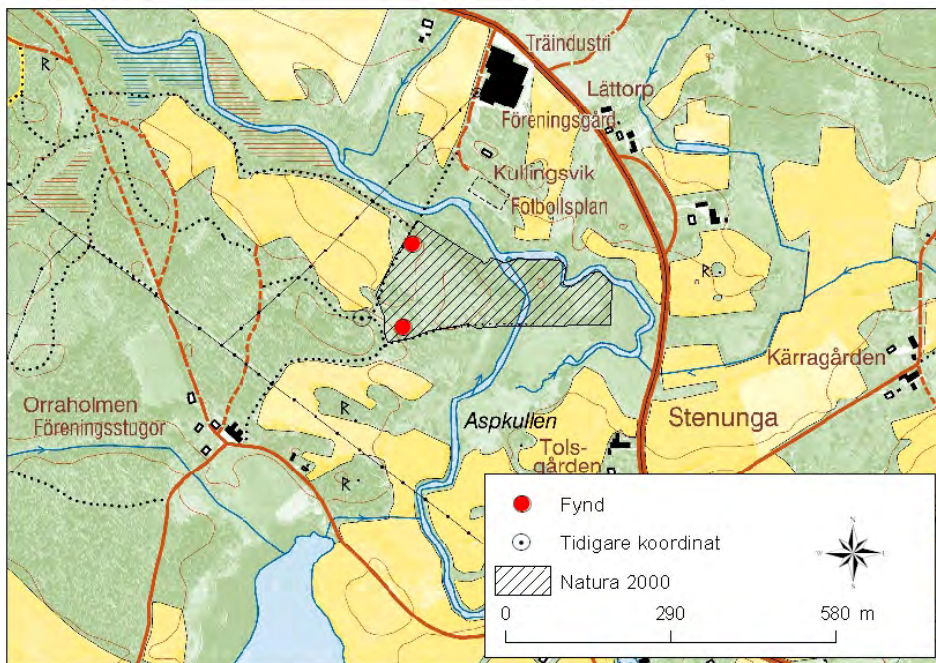 Träindustri
R
Lättorp
Föreningsgård
Kullingsvik
Fotbollsplan
R
Kärragården
Orraholmen
Föreningsstugor
R
Aspkullen
Stenunga
Tols-
gården
R
Fynd
Tidigare koordinat
Natura 2000
N
W
E
S
0 290 580 m